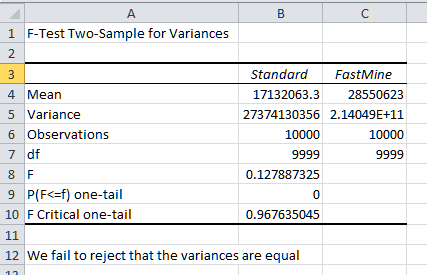 A B C
1 F-Test Two-Sample for Variances
2
3 Standard FastMine
4 Mean 17132063.3 28550623
5 Variance 27374130356 2.14049E+11
6 Observations 10000 10000
7 df 9999 9999
8 F 0.127887325
9 P(F<=f) one-tail 0
10 F Critical one-tail 0.967635045
11
12 We fail to reject that the variances are equal